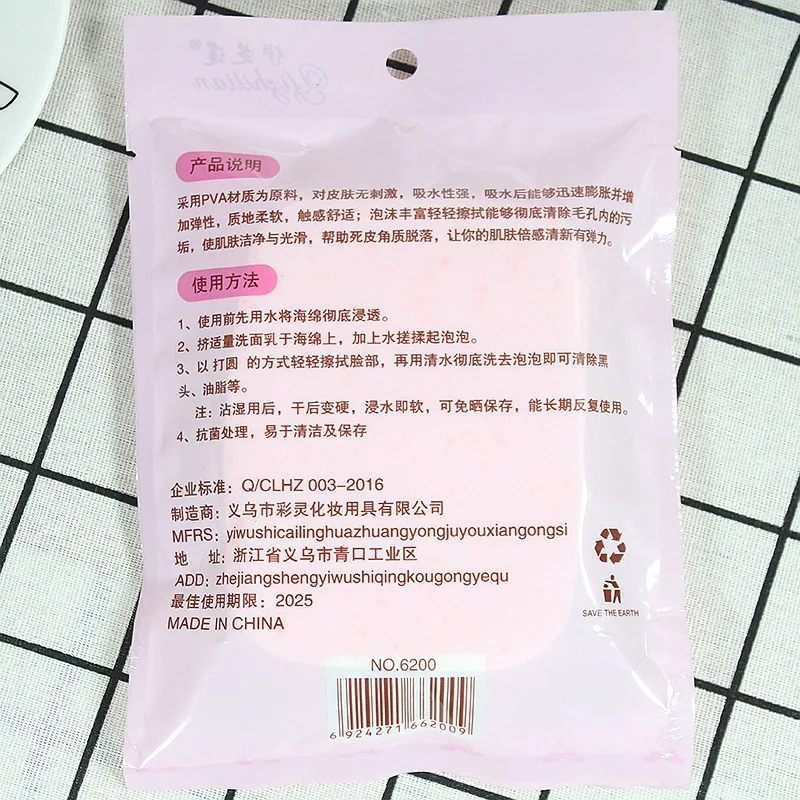 产品说明
采用PVA材质为原料，对皮肤无刺激，吸水性强，吸水后能够迅速膨胀并增
加弹性，质地柔软，触感舒适；泡沫丰富轻轻擦拭能够彻底清除毛孔内的污
垢，使肌肤洁净与光滑，帮助死皮角质脱落，让你的肌肤倍感清新有弹力。
使用方法
1、使用前先用水将海绵彻底浸透。
2、挤适量洗面乳于海绵上，加上水搓揉起泡泡。
3、以打圆 的方式轻轻擦拭脸部，再用清水彻底洗去泡泡即可清除黑
头、油脂等。
注：沾湿用后，干后变硬，浸水即软，可免晒保存，能长期反复使用。
4、抗菌处理，易于清洁及保存
企业标准：Q/CLHZ 003-2016
制造商：义乌市彩灵化妆用具有限公司
MFRS：yiwushicailinghuazhuangyongjuyouxiangongsi
地 址：浙江省义乌市青口工业区
ADD：zhejiangshengyiwushiqingkougongyequ
最佳使用期限：2025
MADE IN CHINA
SAVE THE EARTH
NO.6200
6 924271 662009